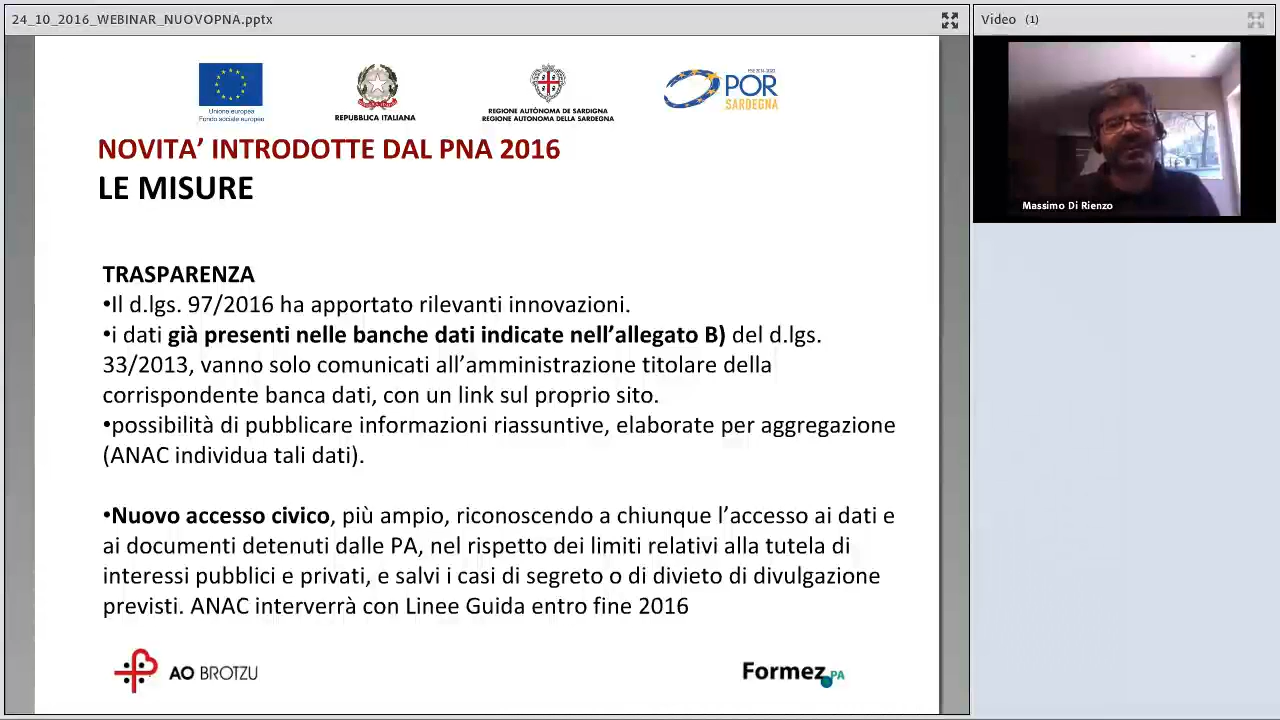 24_10_2016_WEBINAR_NUOVOPNA.pptx
Video (1)
Unione europea
Fondo sociale europeo
REPUBBLICA ITALIANA
REGIONE AUTÒNOMA DE SARDIGNA
REGIONE AUTONOMA DELLA SARDEGNA
POR
SARDEGNA
NOVITA’ INTRODOTTE DAL PNA 2016
LE MISURE
Massimo Di Rienzo
TRASPARENZA
•Il d.lgs. 97/2016 ha apportato rilevanti innovazioni.
•i dati già presenti nelle banche dati indicate nell’allegato B) del d.lgs.
33/2013, vanno solo comunicati all’amministrazione titolare della
corrispondente banca dati, con un link sul proprio sito.
•possibilità di pubblicare informazioni riassuntive, elaborate per aggregazione
(ANAC individua tali dati).
•Nuovo accesso civico, più ampio, riconoscendo a chiunque l’accesso ai dati e
ai documenti detenuti dalle PA, nel rispetto dei limiti relativi alla tutela di
interessi pubblici e privati, e salvi i casi di segreto o di divieto di divulgazione
previsti. ANAC interverrà con Linee Guida entro fine 2016
AO BROTZU
Formez PA